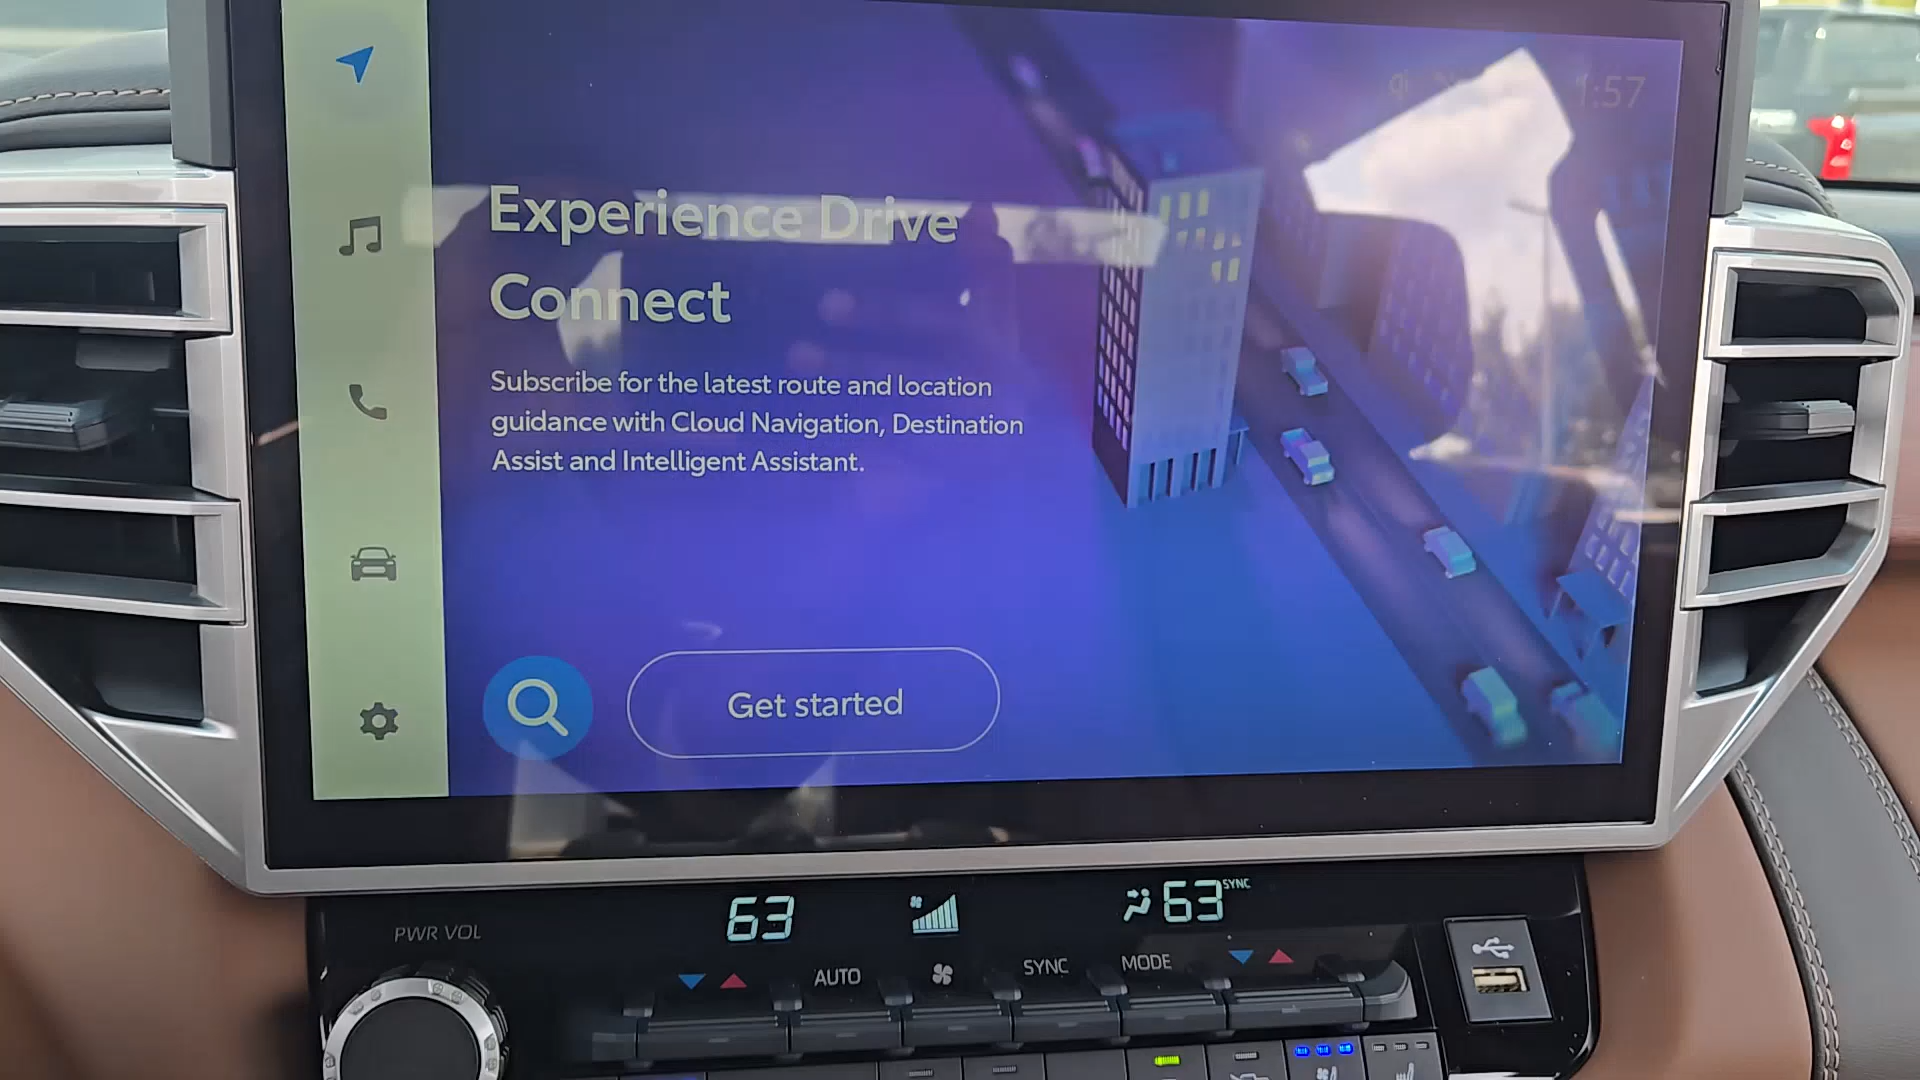 1:57
Experience Drive
Connect
Subscribe for the latest route and location
guidance with Cloud Navigation, Destination
Assist and Intelligent Assistant.
Get started
63
63 SYNC
PWR VOL
AUTO
SYNC
MODE